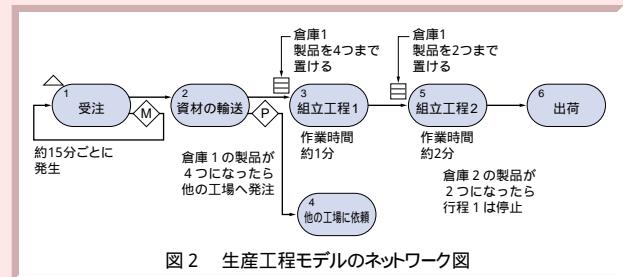 倉庫1
製品を4つまで
置ける
倉庫1
製品を2つまで
置ける
1
受注
M
2
資材の輸送
P
3
組立工程1
5
組立工程2
6
出荷
約15分ごとに
発生
倉庫1の製品が
4つになったら
他の工場へ発注
作業時間
約1分
作業時間
約2分
倉庫2の製品が
2つになったら
行程1は停止
4
他の工場に依頼
図2 生産工程モデルのネットワーク図